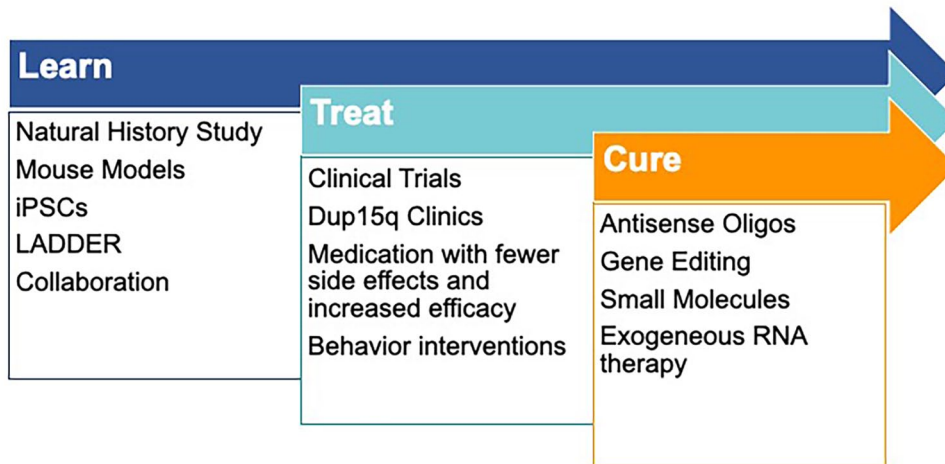 Learn
Natural History Study
Mouse Models
iPSCs
LADDER
Collaboration
Treat
Clinical Trials
Dup15q Clinics
Medication with fewer
side effects and
increased efficacy
Behavior interventions
Cure
Antisense Oligos
Gene Editing
Small Molecules
Exogeneous RNA
therapy